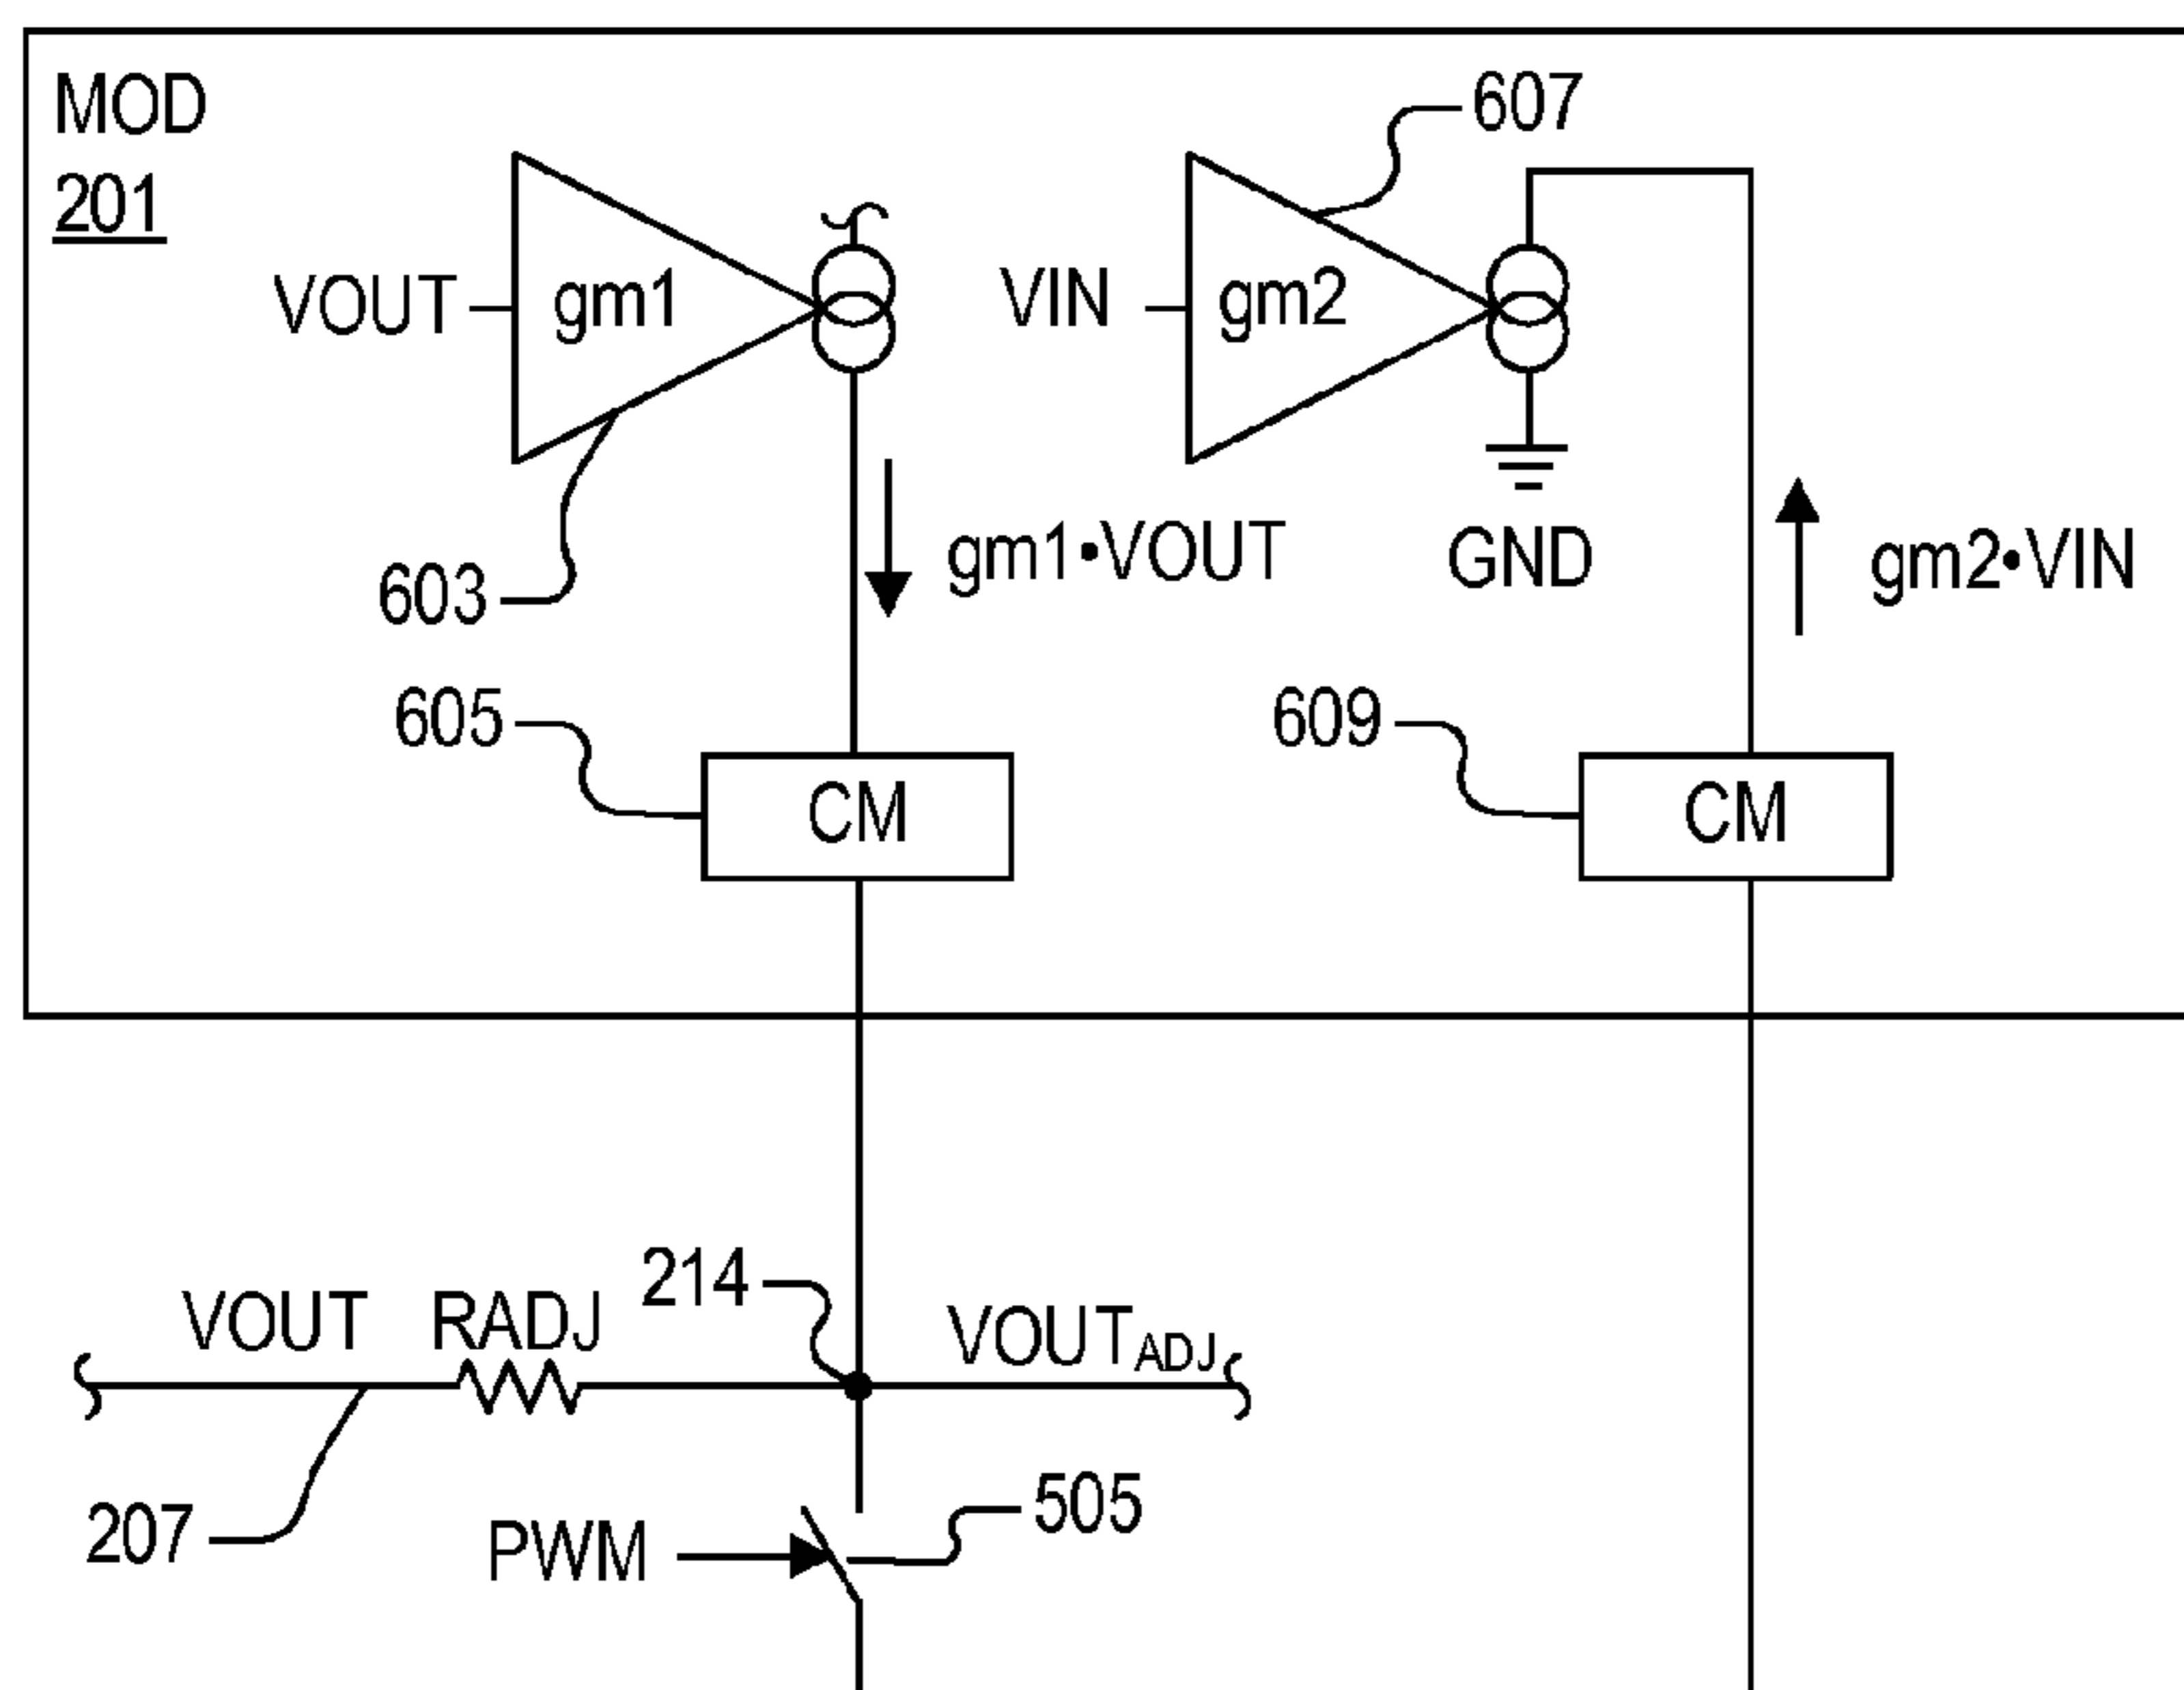 MOD
201
607
VOUT
gm1
VIN
gm2
gm1•VOUT
GND
gm2•VIN
603
605
609
CM
CM
214
VOUT
RADJ
VOUTADJ
207
PWM
505